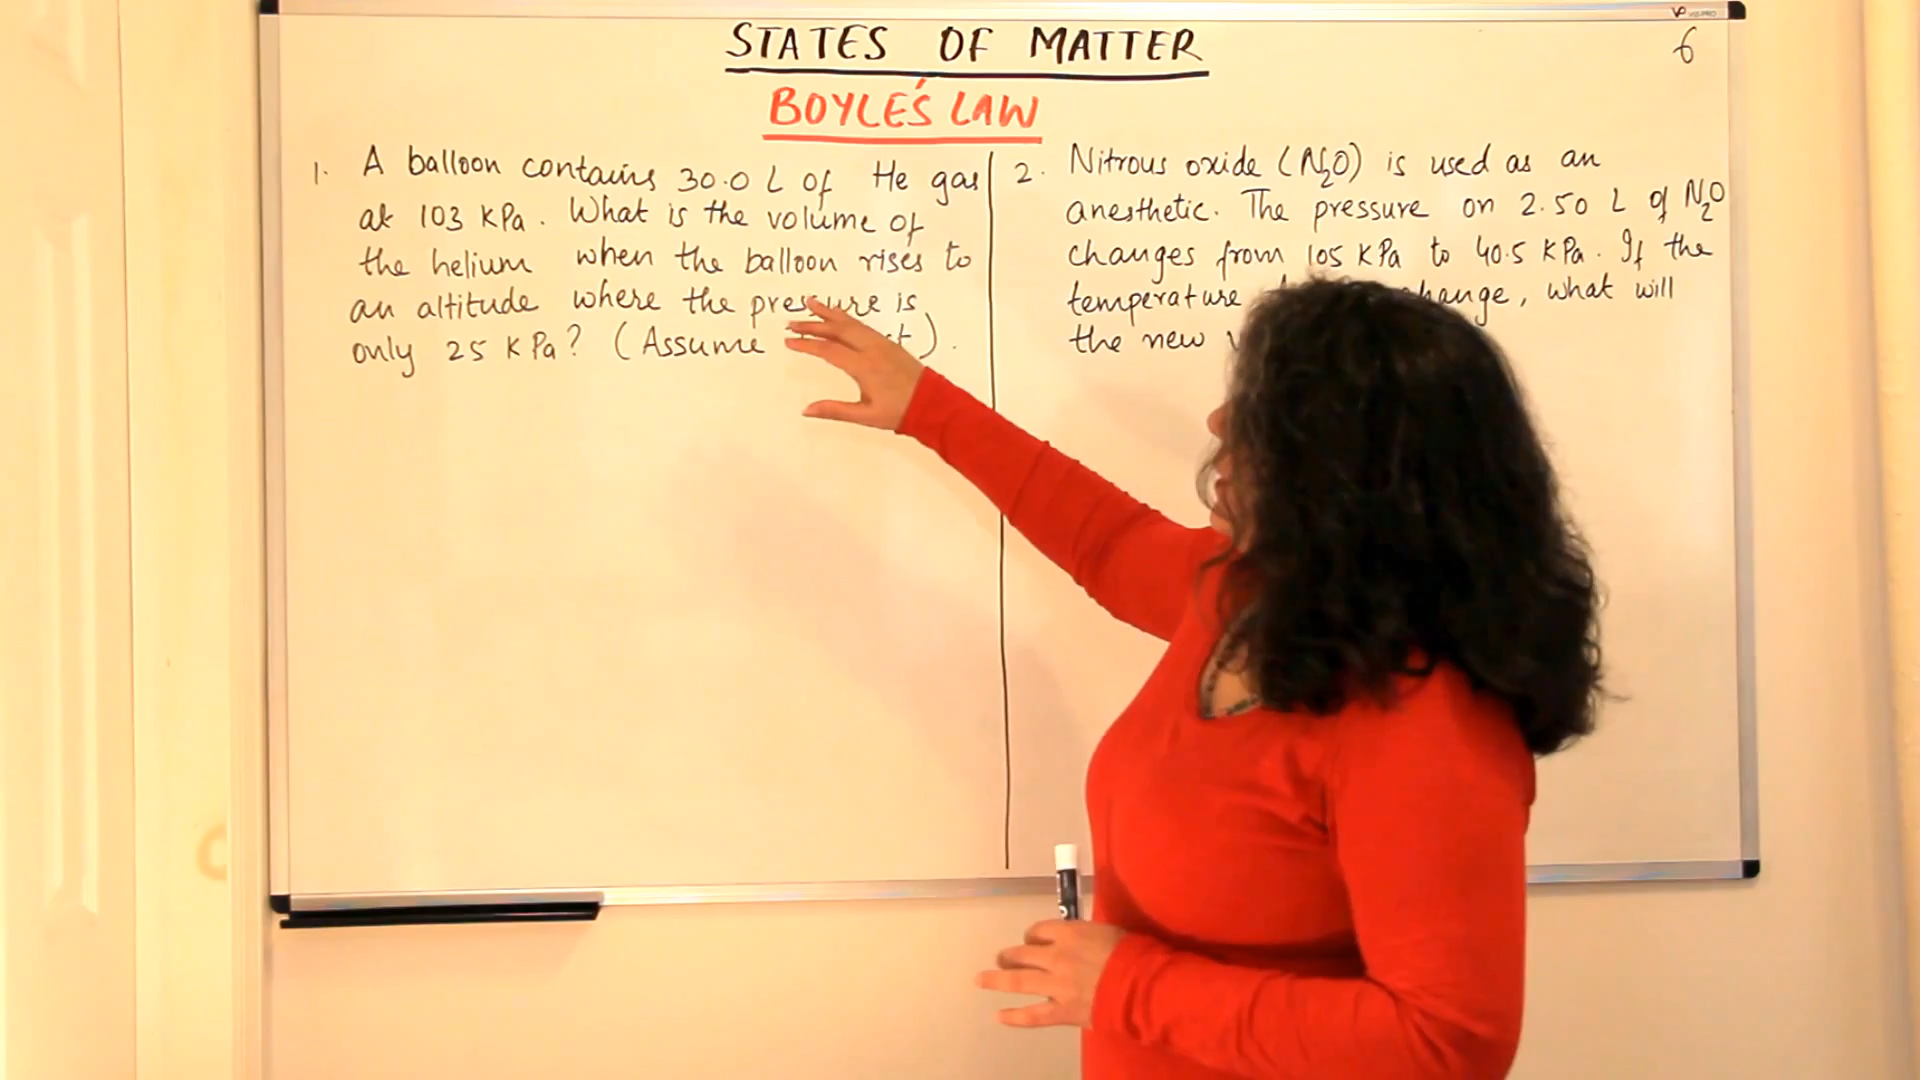 STATES OF MATTER
6
BOYLE'S LAW
1. A balloon contains 30.0 L of He gas
at 103 KPa. What is the volume of
the helium when the balloon rises to
an altitude where the pressure is
only 25 KPa? (Assume
2. Nitrous oxide (N2O) is used as an
anesthetic. The pressure on 2.50 L of N2O
changes from 105 KPa to 40.5 KPa. If the
temperature change, what will
the new